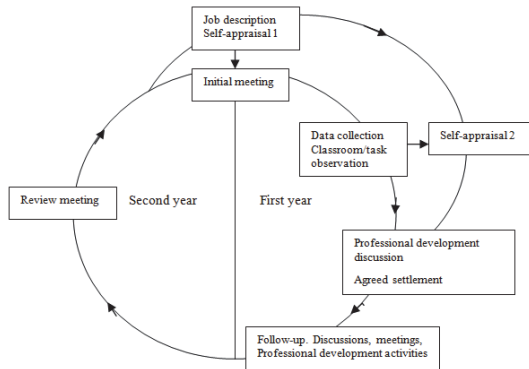 Job description
Self-appraisal 1
Initial meeting
Data collection
Classroom/task
observation
Self-appraisal 2
Review meeting
Second year
First year
Professional development
discussion
Agreed settlement
Follow-up. Discussions, meetings,
Professional development activities